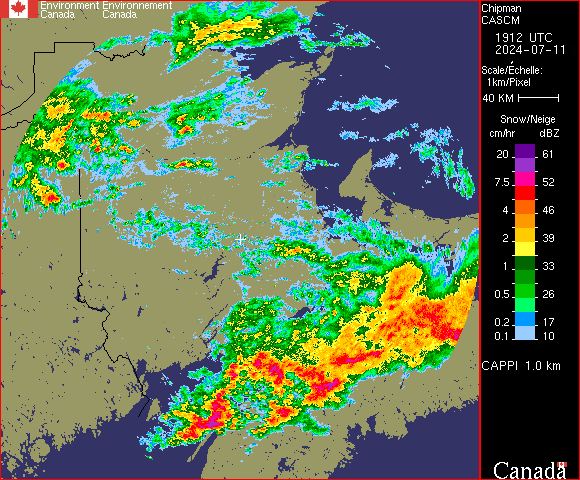 Environment Environnement
Canada Canada
Chipman
CASCM
1912 UTC
2024-07-11
Scale/Échelle:
1km/Pixel
40 KM
Snow/Neige
cm/hr dBZ
20 61
7.5 52
4 46
2 39
1 33
0.5 26
0.2 17
0.1 10
CAPPI 1.0 km
Canada